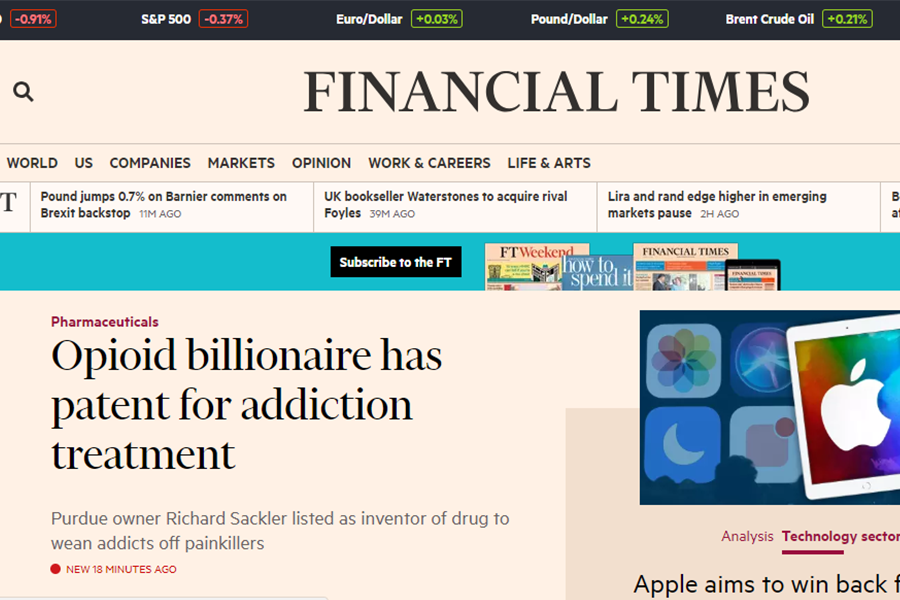 -0.91%
S&P 500 -0.37%
Euro/Dollar +0.03%
Pound/Dollar +0.24%
Brent Crude Oil +0.21%
FINANCIAL TIMES
WORLD US COMPANIES MARKETS OPINION WORK & CAREERS LIFE & ARTS
T
Pound jumps 0.7% on Barnier comments on
Brexit backstop 11M AGO
UK bookseller Waterstones to acquire rival
Foyles 39M AGO
Lira and rand edge higher in emerging
markets pause 2H AGO
Subscribe to the FT
FTWeekend
how to
spend it
FINANCIAL TIMES
FINANCIAL TIMES
Pharmaceuticals
Opioid billionaire has
patent for addiction
treatment
Purdue owner Richard Sackler listed as inventor of drug to
wean addicts off painkillers
NEW 18 MINUTES AGO
Analysis Technology sector
Apple aims to win back f